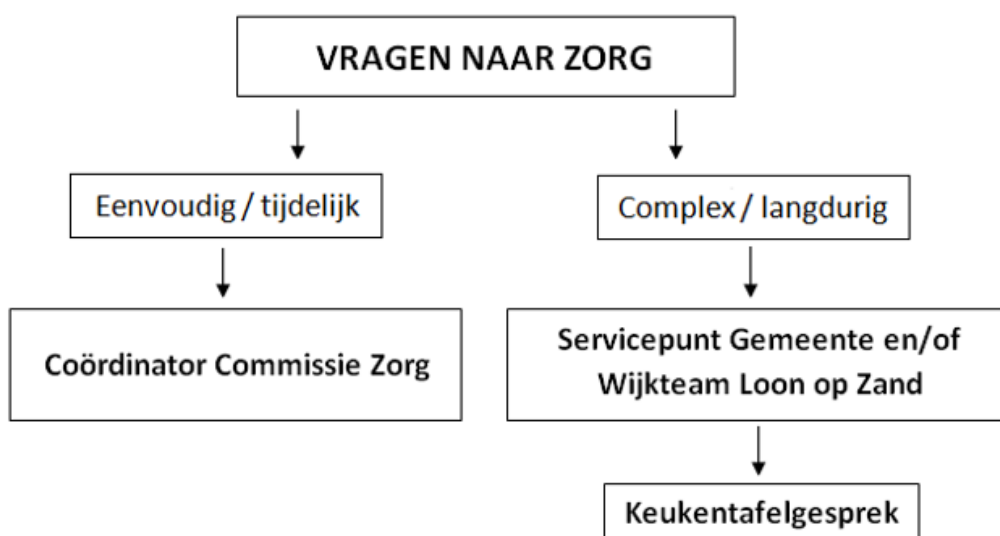 VRAGEN NAAR ZORG
Eenvoudig / tijdelijk
Complex / langdurig
Coördinator Commissie Zorg
Servicepunt Gemeente en/of
Wijkteam Loon op Zand
Keukentafelgesprek